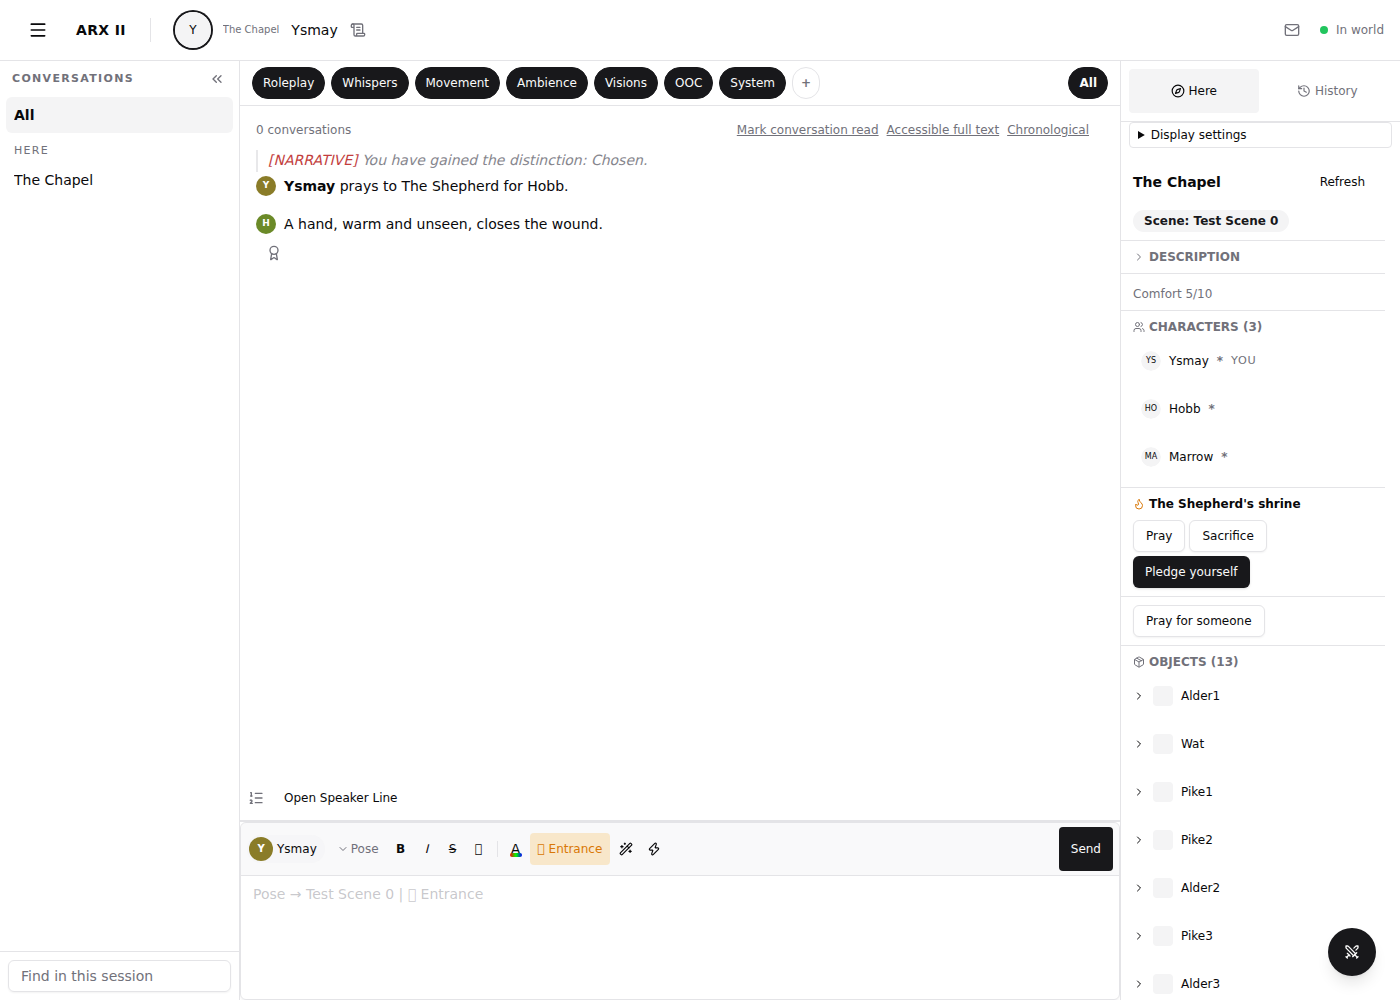 ARX II
Y
The Chapel
Ysmay
In world
CONVERSATIONS
All
HERE
The Chapel
Find in this session
Roleplay
Whispers
Movement
Ambience
Visions
OOC
System
+
All
0 conversations
Mark conversation read
Accessible full text
Chronological
[NARRATIVE] You have gained the distinction: Chosen.
Y
Ysmay prays to The Shepherd for Hobb.
H
A hand, warm and unseen, closes the wound.
Open Speaker Line
Y
Ysmay
Pose
B
I
S
A
Entrance
Send
Pose → Test Scene 0 | Entrance
Here
History
Display settings
The Chapel
Refresh
Scene: Test Scene 0
DESCRIPTION
Comfort 5/10
CHARACTERS (3)
YS
Ysmay * YOU
HO
Hobb *
MA
Marrow *
The Shepherd's shrine
Pray
Sacrifice
Pledge yourself
Pray for someone
OBJECTS (13)
Alder1
Wat
Pike1
Pike2
Alder2
Pike3
Alder3